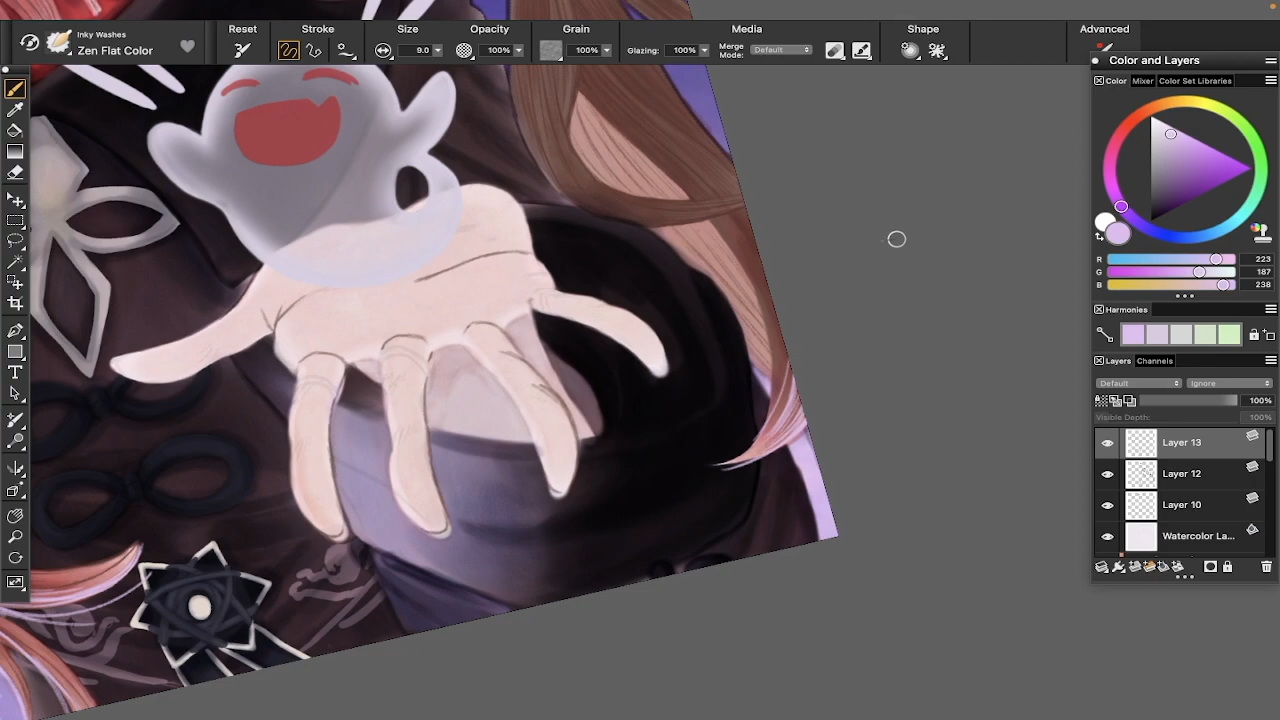 Inky Washes
Zen Flat Color
Reset
Stroke
Size
9.0
Opacity
100%
Grain
100%
Media
Glazing:
100%
Merge
Mode:
Default
Shape
Advanced
Color and Layers
Color
Mixer
Color Set Libraries
R
223
G
187
B
238
Harmonies
Layers
Channels
Default
Ignore
100%
Visible Depth:
100%
Layer 13
Layer 12
Layer 10
Watercolor La...